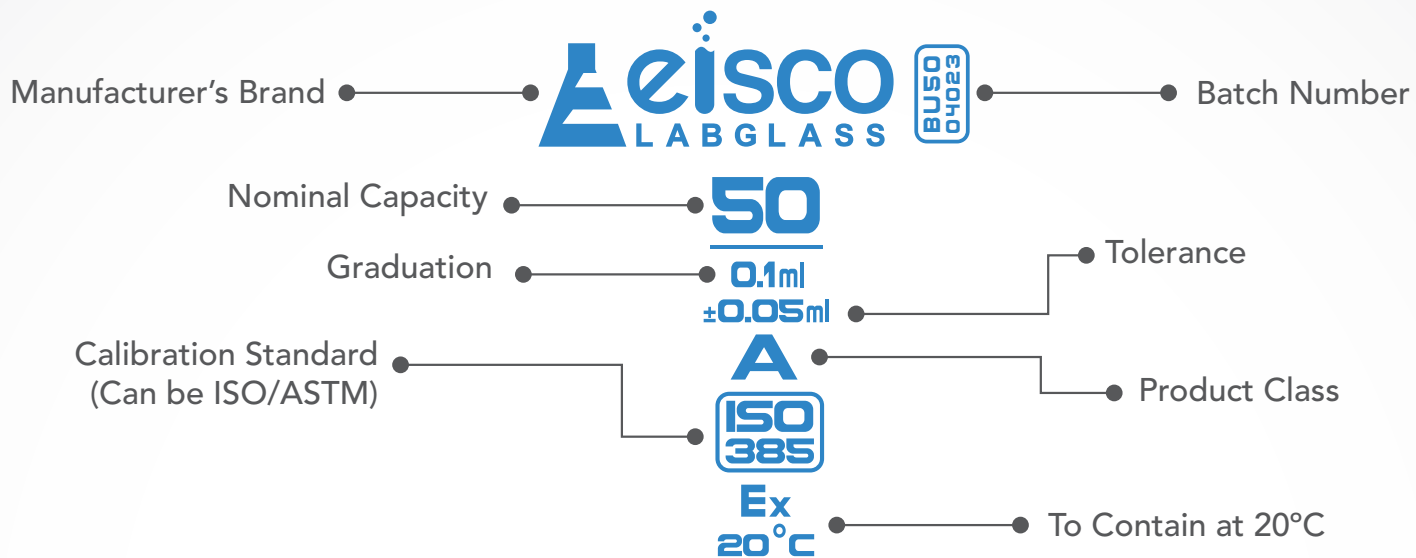 Manufacturer's Brand
eisco
LABGLASS
BU50
04023
Batch Number
Nominal Capacity
50
Graduation
0.1ml
Tolerance
±0.05ml
Calibration Standard
(Can be ISO/ASTM)
A
Product Class
ISO
385
Ex
20°C
To Contain at 20°C